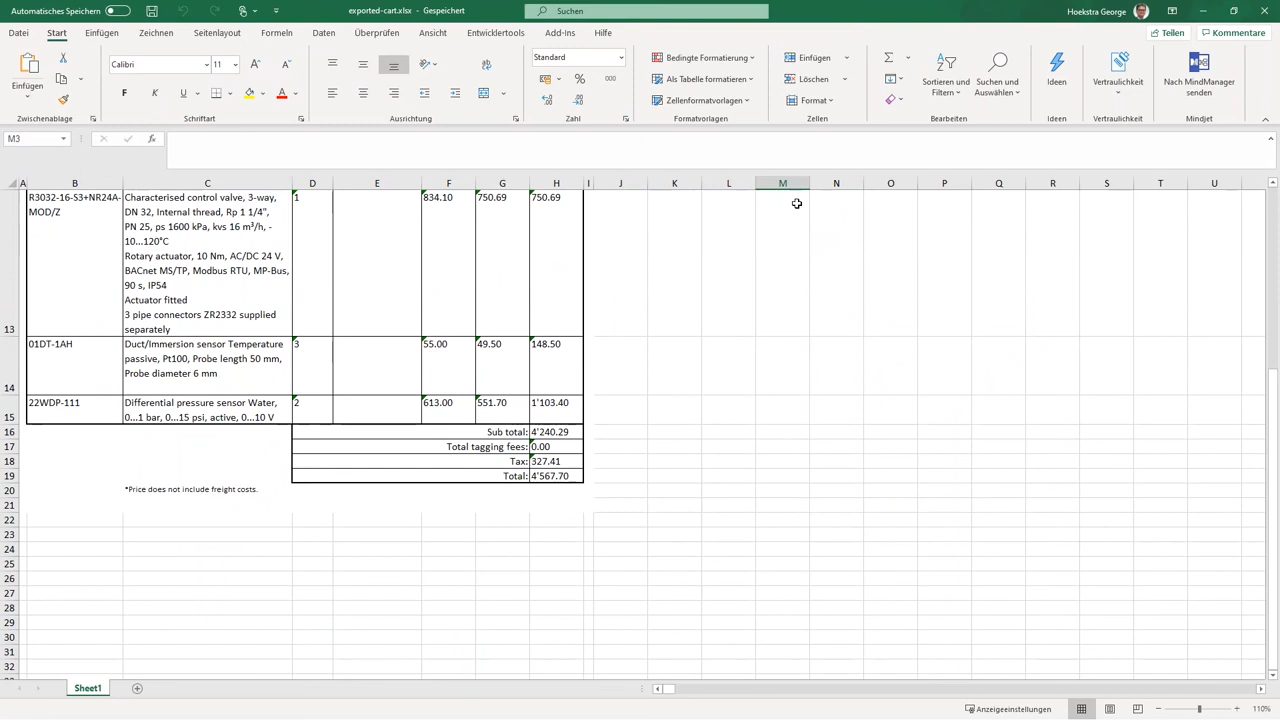 Automatisches Speichern
exported-cart.xlsx - Gespeichert
Suchen
Hoekstra George
Datei Start Einfügen Zeichnen Seitenlayout Formeln Daten Überprüfen Ansicht Entwicklertools Add-Ins Hilfe
Teilen Kommentare
Einfügen
Calibri 11
F K U
Standard
Bedingte Formatierung
Als Tabelle formatieren
Zellenformatvorlagen
Einfügen
Löschen
Format
Sortieren und Filtern
Suchen und Auswählen
Ideen
Vertraulichkeit
Nach MindManager senden
Zwischenablage Schriftart Ausrichtung Zahl Formatvorlagen Zellen Bearbeiten Ideen Vertraulichkeit Mindjet
M3 fx
A B C D E F G H I J K L M N O P Q R S T U
R3032-16-S3+NR24A-MOD/Z
Characterised control valve, 3-way,
DN 32, Internal thread, Rp 1 1/4",
PN 25, ps 1600 kPa, kvs 16 m³/h, -
10...120°C
Rotary actuator, 10 Nm, AC/DC 24 V,
BACnet MS/TP, Modbus RTU, MP-Bus,
90 s, IP54
Actuator fitted
3 pipe connectors ZR2332 supplied
separately
1 834.10 750.69 750.69
13
01DT-1AH
Duct/Immersion sensor Temperature
passive, Pt100, Probe length 50 mm,
Probe diameter 6 mm
3 55.00 49.50 148.50
14
22WDP-111
Differential pressure sensor Water,
0...1 bar, 0...15 psi, active, 0...10 V
2 613.00 551.70 1'103.40
15
16 Sub total: 4'240.29
17 Total tagging fees: 0.00
18 Tax: 327.41
19 Total: 4'567.70
20 *Price does not include freight costs.
21
22
23
24
25
26
27
28
29
30
31
32
Sheet1
Anzeigeeinstellungen
110%